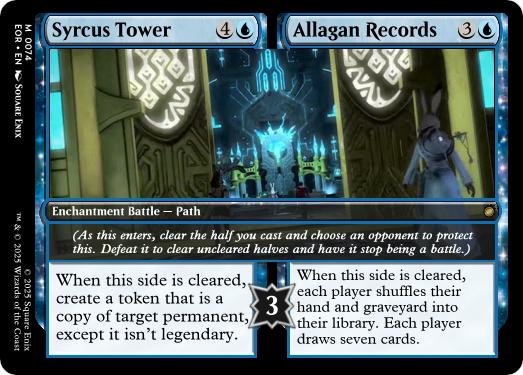 Syrcus Tower 4
Allagan Records 3
Enchantment Battle — Path
(As this enters, clear the half you cast and choose an opponent to protect
this. Defeat it to clear uncleared halves and have it stop being a battle.)
When this side is cleared,
create a token that is a
copy of target permanent,
except it isn't legendary.
3
When this side is cleared,
each player shuffles their
hand and graveyard into
their library. Each player
draws seven cards.
M 0074
EOR • EN Square Enix
™ & © 2025 Wizards of the Coast
© 2025 Square Enix